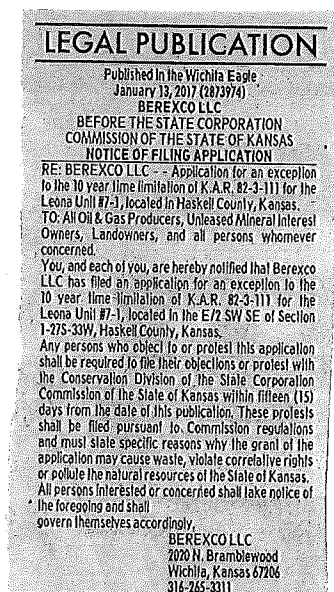 LEGAL PUBLICATION
Published in the Wichita Eagle
January 13, 2017 (2873974)
BEREXCO LLC
BEFORE THE STATE CORPORATION
COMMISSION OF THE STATE OF KANSAS
NOTICE OF FILING APPLICATION
RE: BEREXCO LLC - - Application for an exception
to the 10 year time limitation of K.A.R. 82-3-111 for the
Leona Unit #7-1, located in Haskell County, Kansas.
TO: All Oil & Gas Producers, Unleased Mineral Interest
Owners, Landowners, and all persons whomever
concerned.
You, and each of you, are hereby notified that Berexco
LLC has filed an application for an exception to the
10 year time limitation of K.A.R. 82-3-111 for the
Leona Unit #7-1, located in the E/2 SW SE of Section
1-27S-33W, Haskell County, Kansas.
Any persons who object to or protest this application
shall be required to file their objections or protest with
the Conservation Division of the State Corporation
Commission of the State of Kansas within fifteen (15)
days from the date of this publication. These protests
shall be filed pursuant to Commission regulations
and must state specific reasons why the grant of the
application may cause waste, violate correlative rights
or pollute the natural resources of the State of Kansas.
All persons interested or concerned shall take notice of
the foregoing and shall
govern themselves accordingly,
BEREXCO LLC
2020 N. Bramblewood
Wichita, Kansas 67206
316-265-3311